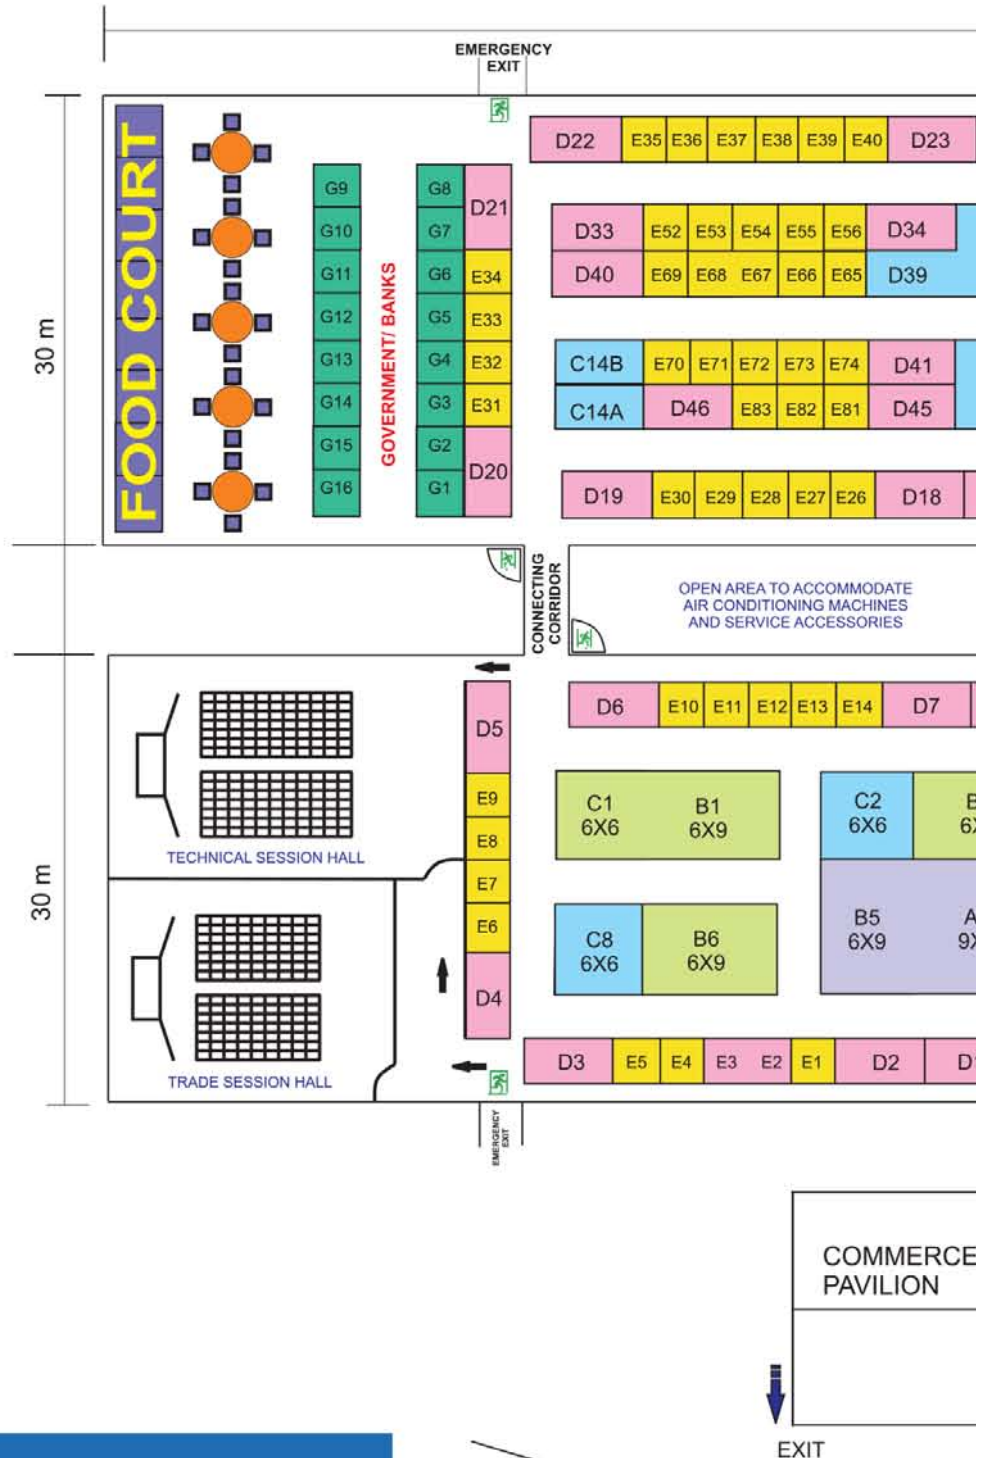 EMERGENCY
EXIT
D22 E35 E36 E37 E38 E39 E40 D23
FOOD COURT
G9 G8 D21
G10 G7
G11 G6 E34
G12 G5 E33
G13 G4 E32
G14 G3 E31
G15 G2 D20
G16 G1
GOVERNMENT/ BANKS
D33 E52 E53 E54 E55 E56 D34
D40 E69 E68 E67 E66 E65 D39
30 m
C14B E70 E71 E72 E73 E74 D41
C14A D46 E83 E82 E81 D45
D19 E30 E29 E28 E27 E26 D18
CONNECTING
CORRIDOR
OPEN AREA TO ACCOMMODATE
AIR CONDITIONING MACHINES
AND SERVICE ACCESSORIES
D6 E10 E11 E12 E13 E14 D7
D5
E9
E8
E7
E6
D4
TECHNICAL SESSION HALL
30 m
C1 B1 C2
6X6 6X9 6X6
C8 B6 B5
6X6 6X9 6X9
TRADE SESSION HALL
D3 E5 E4 E3 E2 E1 D2
EMERGENCY
EXIT
COMMERCE
PAVILION
EXIT